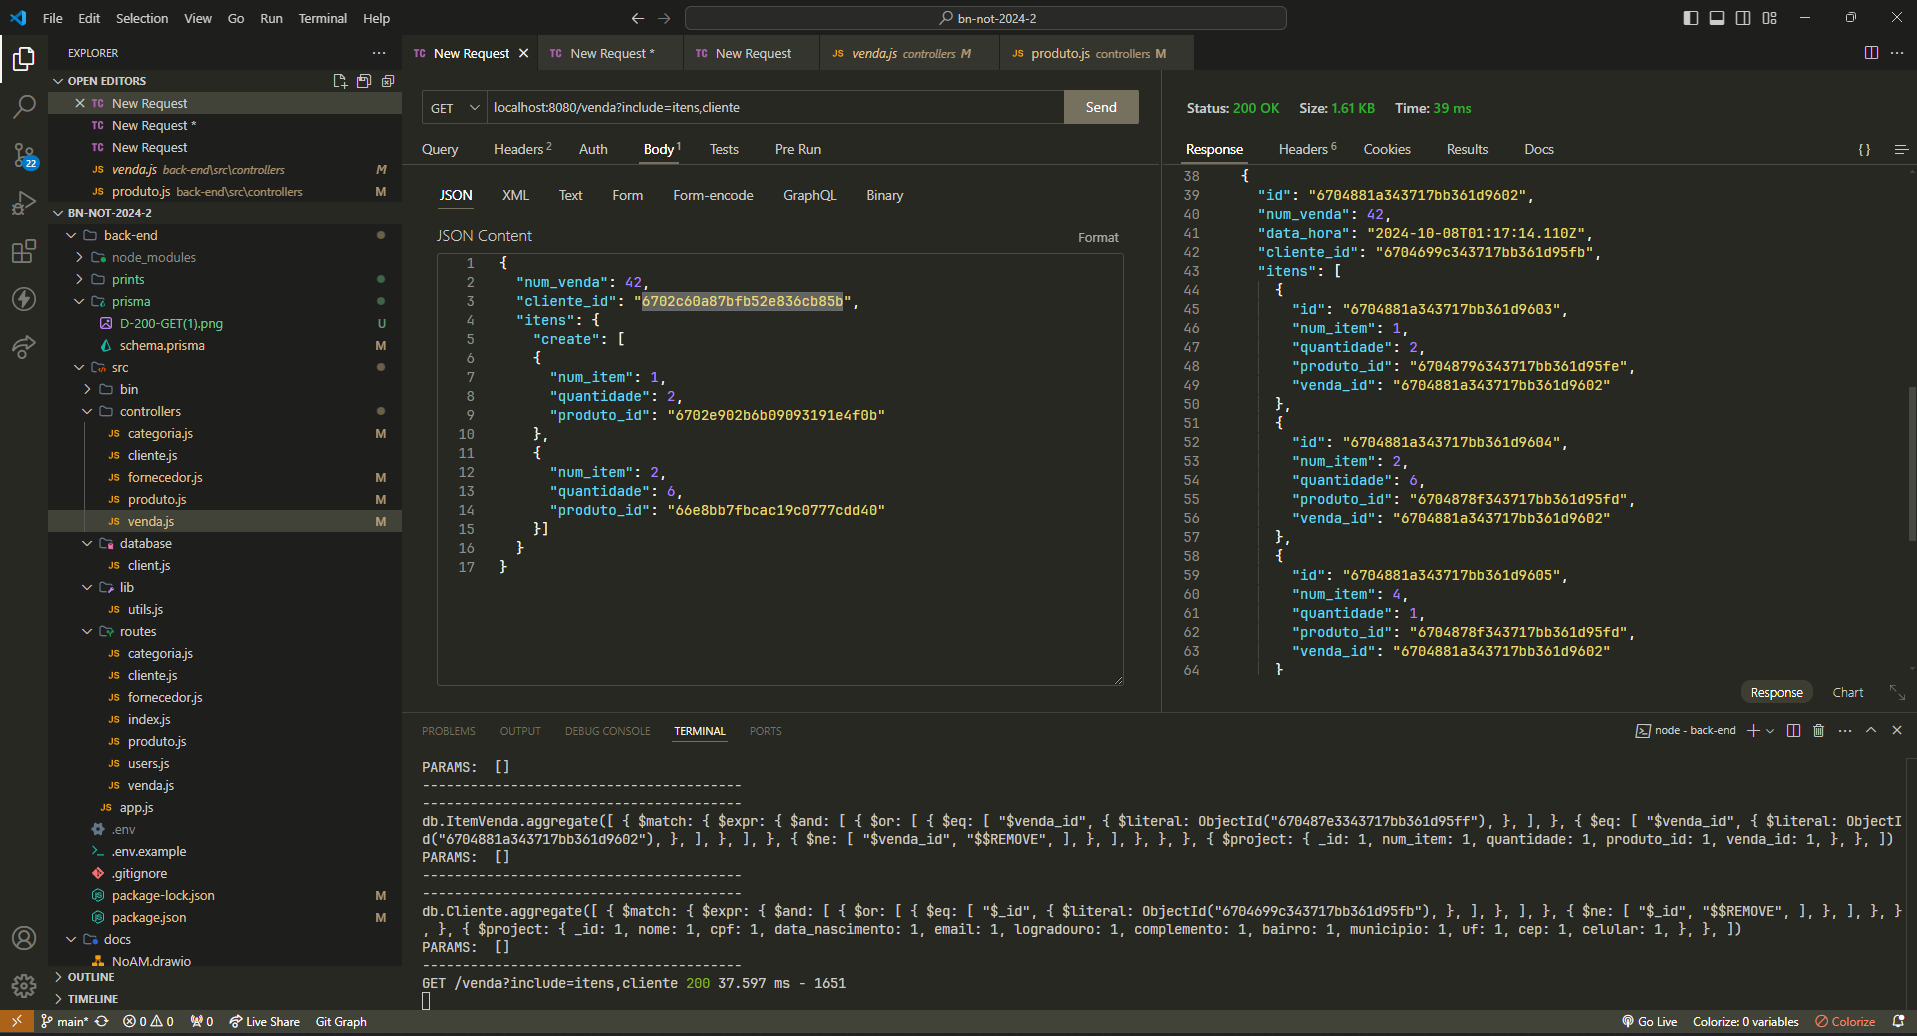 File Edit Selection View Go Run Terminal Help
bn-not-2024-2
EXPLORER
OPEN EDITORS
TC New Request
TC New Request *
TC New Request
JS venda.js back-end\src\controllers M
JS produto.js back-end\src\controllers M
BN-NOT-2024-2
back-end
node_modules
prints
prisma
D-200-GET(1).png U
schema.prisma M
src
bin
controllers
JS categoria.js M
JS cliente.js
JS fornecedor.js M
JS produto.js M
JS venda.js M
database
JS client.js
lib
JS utils.js
routes
JS categoria.js
JS cliente.js
JS fornecedor.js
JS index.js
JS produto.js
JS users.js
JS venda.js
JS app.js
.env
.env.example
.gitignore
package-lock.json M
package.json M
docs
NoAM.drawio
OUTLINE
TIMELINE
22
TC New Request
TC New Request *
TC New Request
JS venda.js controllers M
JS produto.js controllers M
GET localhost:8080/venda?include=itens,cliente Send
Query Headers 2 Auth Body 1 Tests Pre Run
JSON XML Text Form Form-encode GraphQL Binary
JSON Content Format
1 {
2 "num_venda": 42,
3 "cliente_id": "6702c60a87bfb52e836cb85b",
4 "itens": {
5 "create": [
6 {
7 "num_item": 1,
8 "quantidade": 2,
9 "produto_id": "6702e902b6b09093191e4f0b"
10 },
11 {
12 "num_item": 2,
13 "quantidade": 6,
14 "produto_id": "66e8bb7fbcac19c0777cdd40"
15 }]
16 }
17 }
Status: 200 OK Size: 1.61 KB Time: 39 ms
Response Headers 6 Cookies Results Docs {}
38 {
39 "id": "6704881a343717bb361d9602",
40 "num_venda": 42,
41 "data_hora": "2024-10-08T01:17:14.110Z",
42 "cliente_id": "6704699c343717bb361d95fb",
43 "itens": [
44 {
45 "id": "6704881a343717bb361d9603",
46 "num_item": 1,
47 "quantidade": 2,
48 "produto_id": "67048796343717bb361d95fe",
49 "venda_id": "6704881a343717bb361d9602"
50 },
51 {
52 "id": "6704881a343717bb361d9604",
53 "num_item": 2,
54 "quantidade": 6,
55 "produto_id": "6704878f343717bb361d95fd",
56 "venda_id": "6704881a343717bb361d9602"
57 },
58 {
59 "id": "6704881a343717bb361d9605",
60 "num_item": 4,
61 "quantidade": 1,
62 "produto_id": "6704878f343717bb361d95fd",
63 "venda_id": "6704881a343717bb361d9602"
64 }
Response Chart
PROBLEMS OUTPUT DEBUG CONSOLE TERMINAL PORTS
node - back-end
PARAMS: []
----------------------------------------
----------------------------------------
db.ItemVenda.aggregate([ { $match: { $expr: { $and: [ { $or: [ { $eq: [ "$venda_id", { $literal: ObjectId("670487e3343717bb361d95ff"), }, ], }, { $eq: [ "$venda_id", { $literal: ObjectI
d("6704881a343717bb361d9602"), }, ], }, ], }, { $ne: [ "$venda_id", "$$REMOVE", ], }, ], }, }, }, { $project: { _id: 1, num_item: 1, quantidade: 1, produto_id: 1, venda_id: 1, }, }, ])
PARAMS: []
----------------------------------------
----------------------------------------
db.Cliente.aggregate([ { $match: { $expr: { $and: [ { $or: [ { $eq: [ "$_id", { $literal: ObjectId("6704699c343717bb361d95fb"), }, ], }, ], }, { $ne: [ "$_id", "$$REMOVE", ], }, ], }, }
, }, { $project: { _id: 1, nome: 1, cpf: 1, data_nascimento: 1, email: 1, logradouro: 1, complemento: 1, bairro: 1, municipio: 1, uf: 1, cep: 1, celular: 1, }, }, ])
PARAMS: []
----------------------------------------
GET /venda?include=itens,cliente 200 37.597 ms - 1651
main* 0 0 0 Live Share Git Graph
Go Live Colorize: 0 variables Colorize